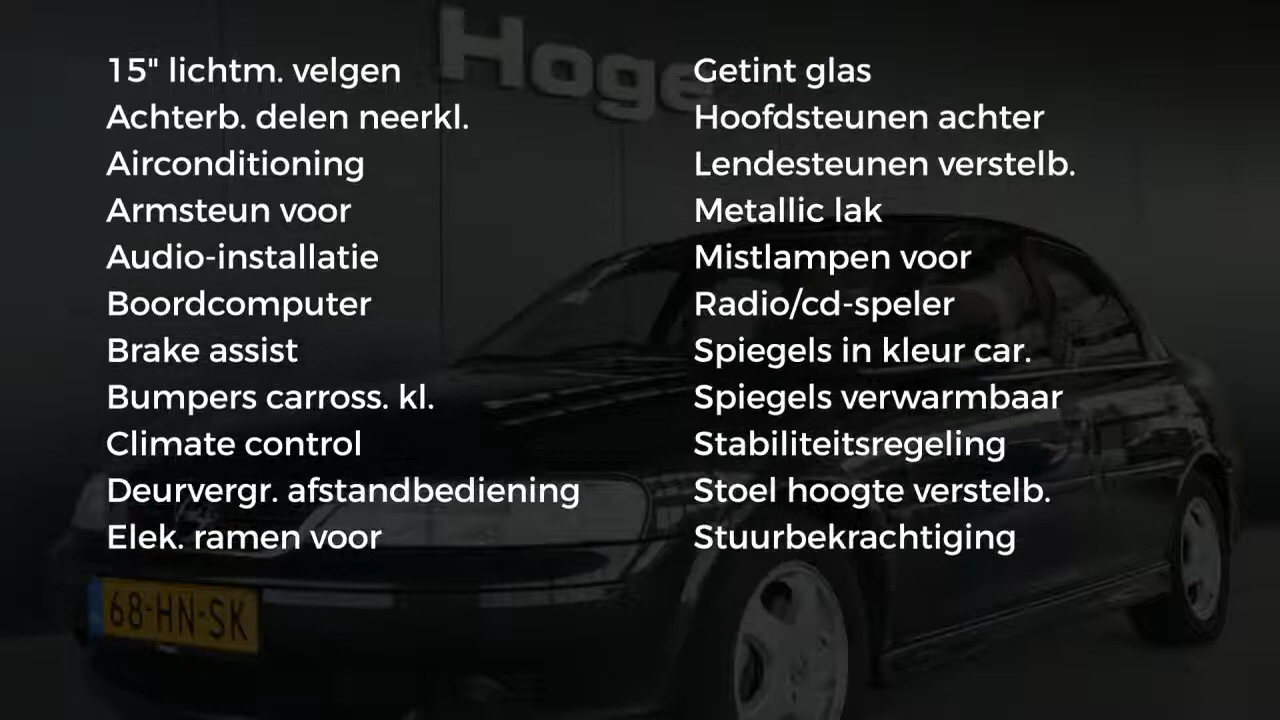 Hoge
15" lichtm. velgen
Achterb. delen neerkl.
Airconditioning
Armsteun voor
Audio-installatie
Boordcomputer
Brake assist
Bumpers carross. kl.
Climate control
Deurvergr. afstandbediening
Elek. ramen voor
Getint glas
Hoofdsteunen achter
Lendesteunen verstelb.
Metallic lak
Mistlampen voor
Radio/cd-speler
Spiegels in kleur car.
Spiegels verwarmbaar
Stabiliteitsregeling
Stoel hoogte verstelb.
Stuurbekrachtiging
68-HN-SK